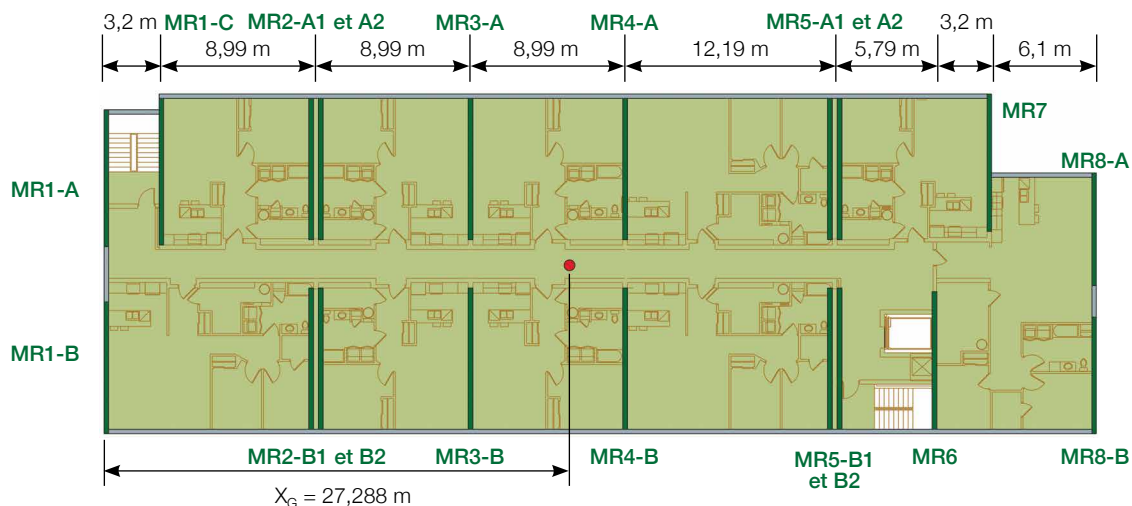 3,2 m MR1-C MR2-A1 et A2 MR3-A MR4-A MR5-A1 et A2 3,2 m
8,99 m 8,99 m 8,99 m 12,19 m 5,79 m 6,1 m
MR7
MR8-A
MR1-A
MR1-B
MR2-B1 et B2 MR3-B MR4-B MR5-B1 MR6 MR8-B
et B2
X_G = 27,288 m